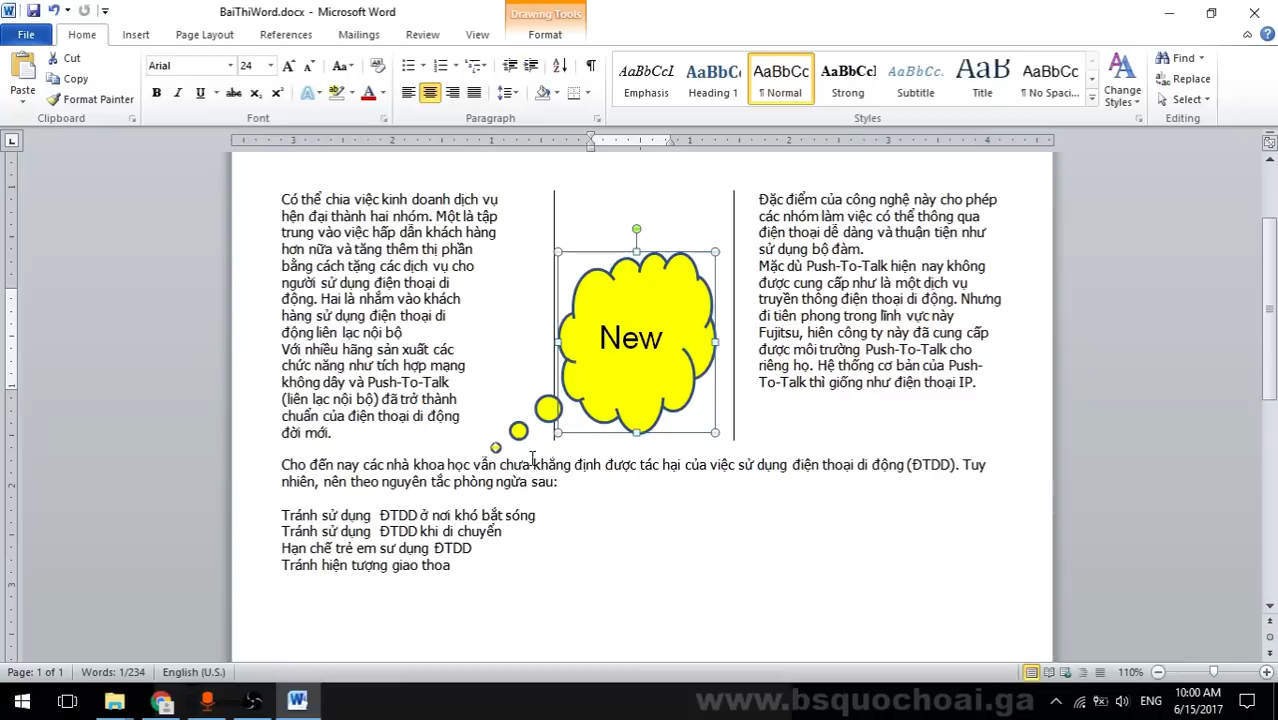 BaiThiWord.docx - Microsoft Word
Drawing Tools
File Home Insert Page Layout References Mailings Review View Format
Paste
Cut
Copy
Format Painter
Clipboard
Arial 24
Font
Paragraph
AaBbCcI AaBbCc AaBbCc AaBbCcl AaBbCc. AaB AaBbCc
Emphasis Heading 1 ¶ Normal Strong Subtitle Title ¶ No Spaci...
Change Styles
Styles
Find
Replace
Select
Editing
Có thể chia việc kinh doanh dịch vụ
hện đại thành hai nhóm. Một là tập
trung vào việc hấp dẫn khách hàng
hơn nữa và tăng thêm thị phần
bằng cách tặng các dịch vụ cho
người sử dụng điện thoại di
động. Hai là nhắm vào khách
hàng sử dụng điện thoại di
động liên lạc nội bộ
Với nhiều hãng sản xuất các
chức năng như tích hợp mạng
không dây và Push-To-Talk
(liên lạc nội bộ) đã trở thành
chuẩn của điện thoại di động
đời mới.
New
Đặc điểm của công nghệ này cho phép
các nhóm làm việc có thể thông qua
điện thoại dễ dàng và thuận tiện như
sử dụng bộ đàm.
Mặc dù Push-To-Talk hiện nay không
được cung cấp như là một dịch vụ
truyền thông điện thoại di động. Nhưng
đi tiên phong trong lĩnh vực này
Fujitsu, hiên công ty này đã cung cấp
được môi trường Push-To-Talk cho
riêng họ. Hệ thống cơ bản của Push-
To-Talk thì giống như điện thoại IP.
Cho đến nay các nhà khoa học vẫn chưa khẳng định được tác hại của việc sử dụng điện thoại di động (ĐTDD). Tuy
nhiên, nên theo nguyên tắc phòng ngừa sau:
Tránh sử dụng ĐTDD ở nơi khó bắt sóng
Tránh sử dụng ĐTDD khi di chuyển
Hạn chế trẻ em sư dụng ĐTDD
Tránh hiện tượng giao thoa
Page: 1 of 1 Words: 1/234 English (U.S.) 110%
www.bsquochoai.ga
ENG
10:00 AM
6/15/2017